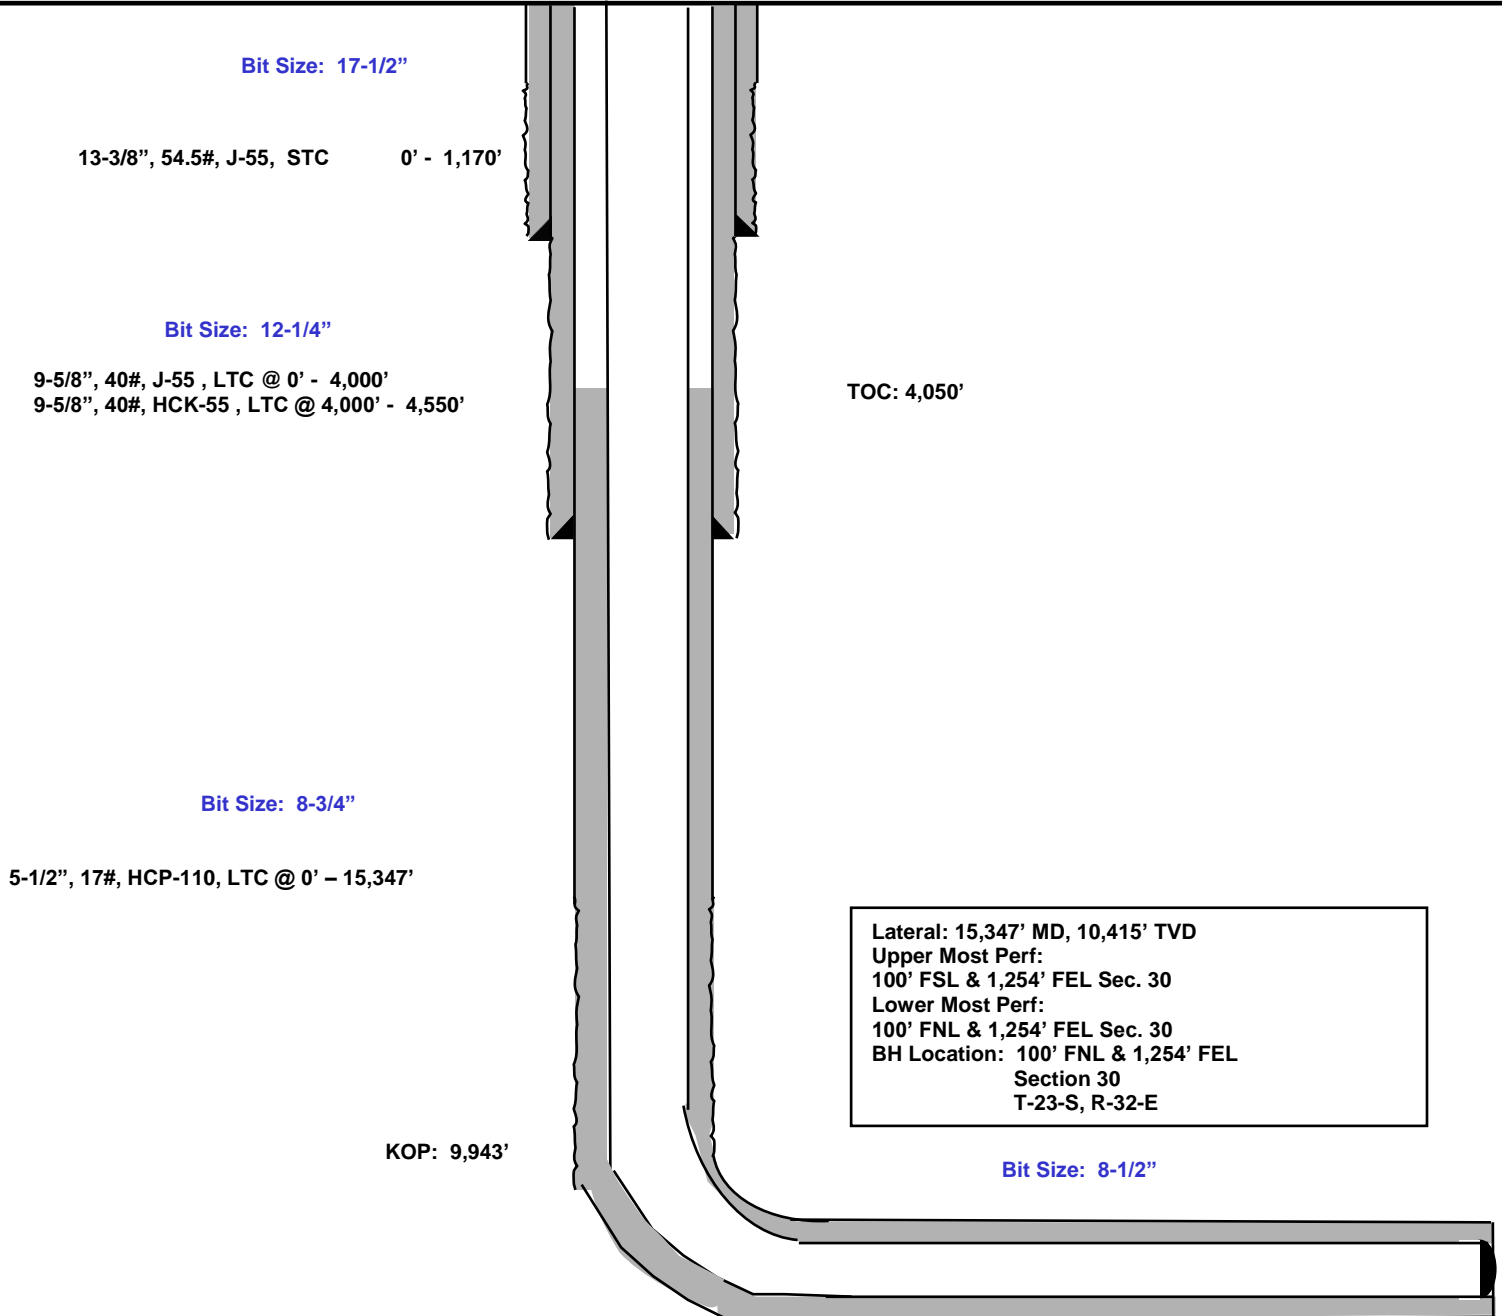 Bit Size: 17-1/2”
13-3/8”, 54.5#, J-55, STC 0’ - 1,170’
Bit Size: 12-1/4”
9-5/8”, 40#, J-55 , LTC @ 0’ - 4,000’
9-5/8”, 40#, HCK-55 , LTC @ 4,000’ - 4,550’
TOC: 4,050’
Bit Size: 8-3/4”
5-1/2”, 17#, HCP-110, LTC @ 0’ – 15,347’
Lateral: 15,347’ MD, 10,415’ TVD
Upper Most Perf:
100’ FSL & 1,254’ FEL Sec. 30
Lower Most Perf:
100’ FNL & 1,254’ FEL Sec. 30
BH Location: 100’ FNL & 1,254’ FEL
Section 30
T-23-S, R-32-E
KOP: 9,943’
Bit Size: 8-1/2”